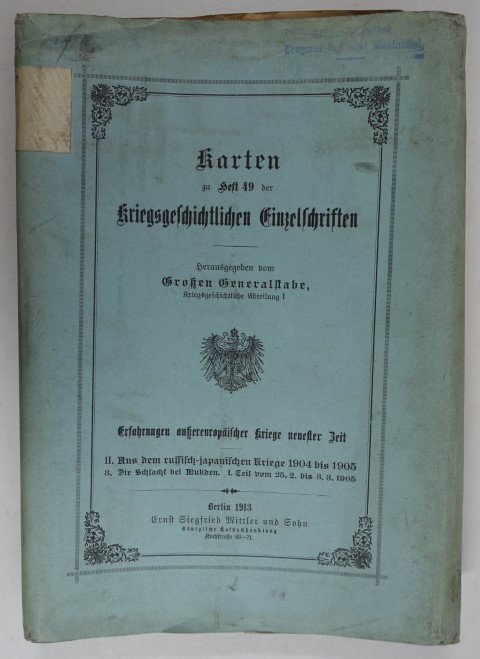 Karten
zu Heft 49 der
Kriegsgeschichtlichen Einzelschriften
Herausgegeben vom
Großen Generalstabe,
Kriegsgeschichtliche Abteilung I
Erfahrungen außereuropäischer Kriege neuester Zeit
II. Aus dem russisch-japanischen Kriege 1904 bis 1905
8. Die Schlacht bei Mukden. I. Teil vom 25. 2. bis 3. 3. 1905
Berlin 1913
Ernst Siegfried Mittler und Sohn
Königliche Hofbuchhandlung
Kochstraße 68–71